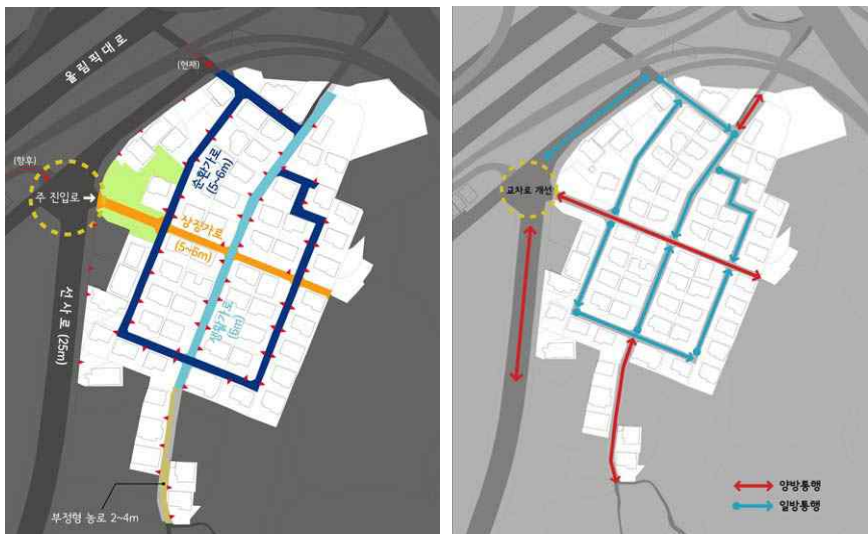 올림픽대로
(현재)
(향후)
주 진입로
순환가로
(5~6m)
상징가로
(5~6m)
샘말가로
(6m)
선사로 (25m)
부정형 농로 2~4m
교차로 개선
양방통행
일방통행